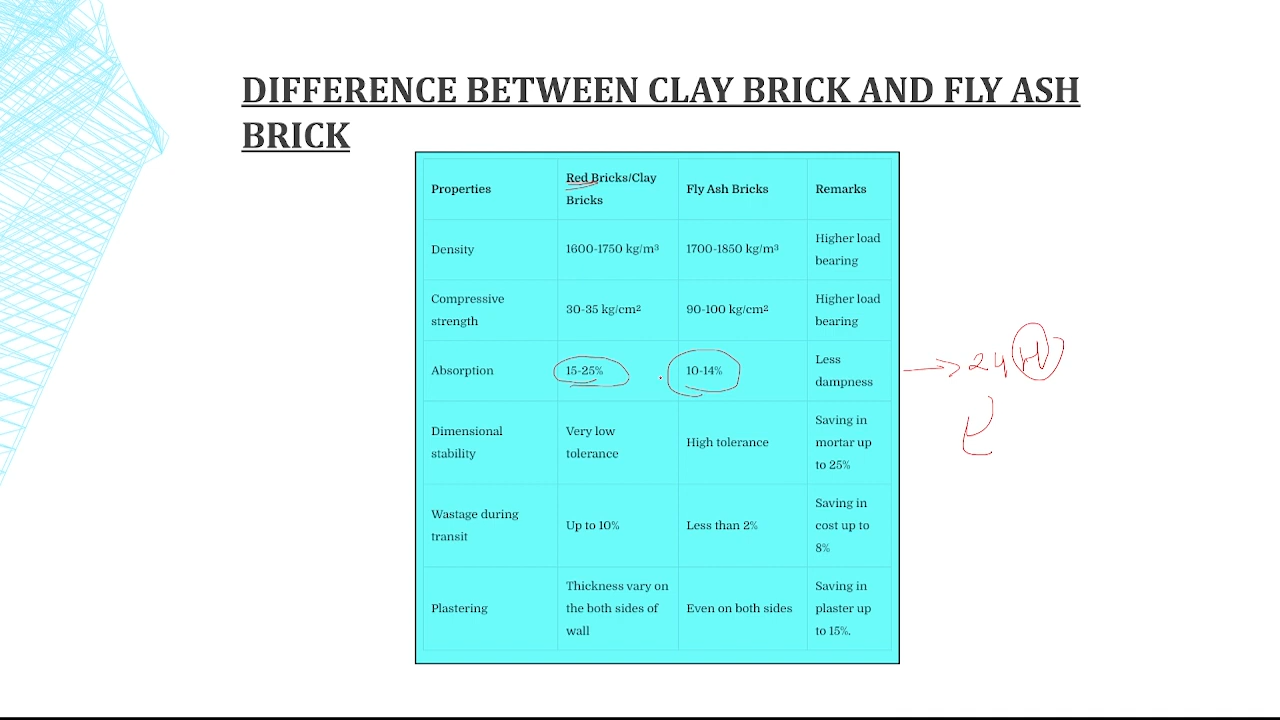 DIFFERENCE BETWEEN CLAY BRICK AND FLY ASH
BRICK
Properties
Red Bricks/Clay
Bricks
Fly Ash Bricks
Remarks
Density
1600-1750 kg/m³
1700-1850 kg/m³
Higher load
bearing
Compressive
strength
30-35 kg/cm²
90-100 kg/cm²
Higher load
bearing
Absorption
15-25%
10-14%
Less
dampness
24 H
Dimensional
stability
Very low
tolerance
High tolerance
Saving in
mortar up
to 25%
Wastage during
transit
Up to 10%
Less than 2%
Saving in
cost up to
8%
Plastering
Thickness vary on
the both sides of
wall
Even on both sides
Saving in
plaster up
to 15%.